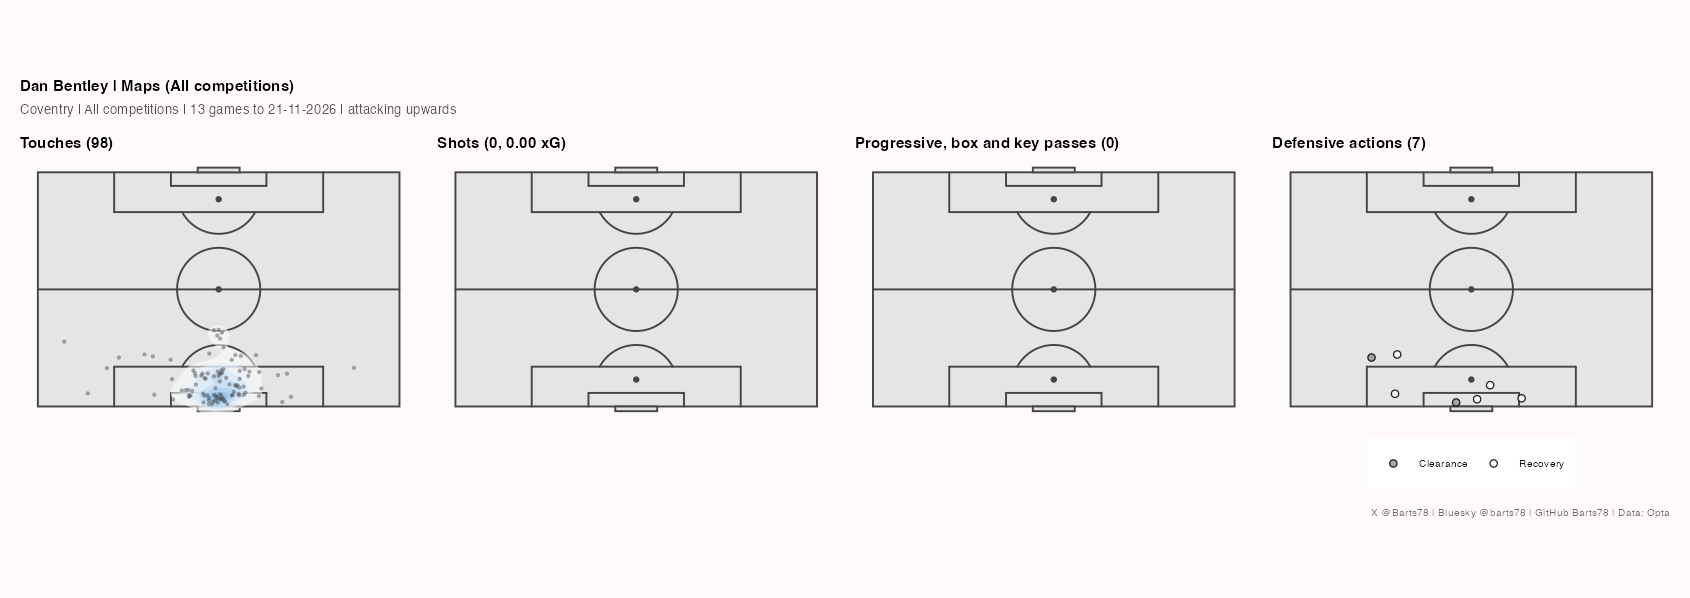 Dan Bentley | Maps (All competitions)
Coventry | All competitions | 13 games to 21-11-2026 | attacking upwards
Touches (98)
Shots (0, 0.00 xG)
Progressive, box and key passes (0)
Defensive actions (7)
Clearance
Recovery
X @Barts78 | Bluesky @barts78 | GitHub Barts78 | Data: Opta